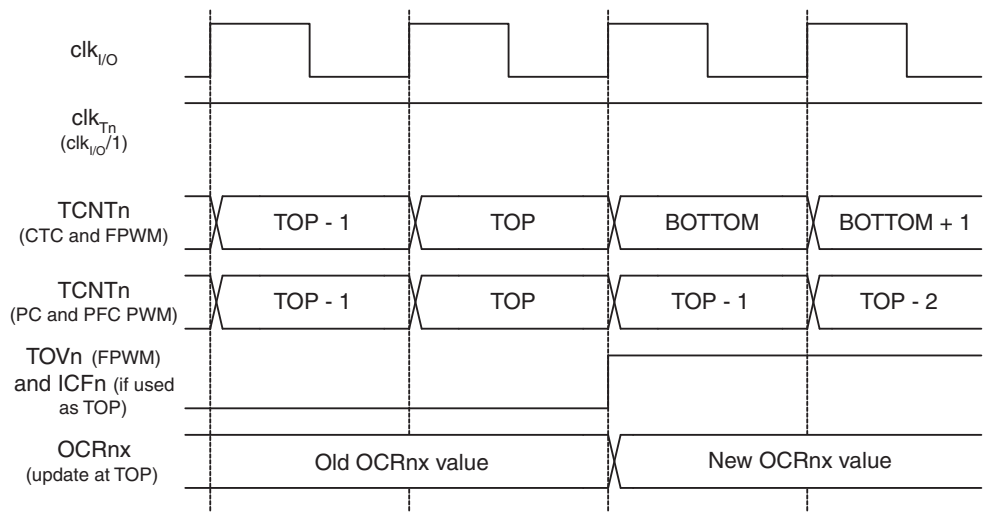 clkI/O
clkTn
(clkI/O/1)
TCNTn
(CTC and FPWM)
TOP - 1
TOP
BOTTOM
BOTTOM + 1
TCNTn
(PC and PFC PWM)
TOP - 1
TOP
TOP - 1
TOP - 2
TOVn (FPWM)
and ICFn (if used
as TOP)
OCRnx
(update at TOP)
Old OCRnx value
New OCRnx value